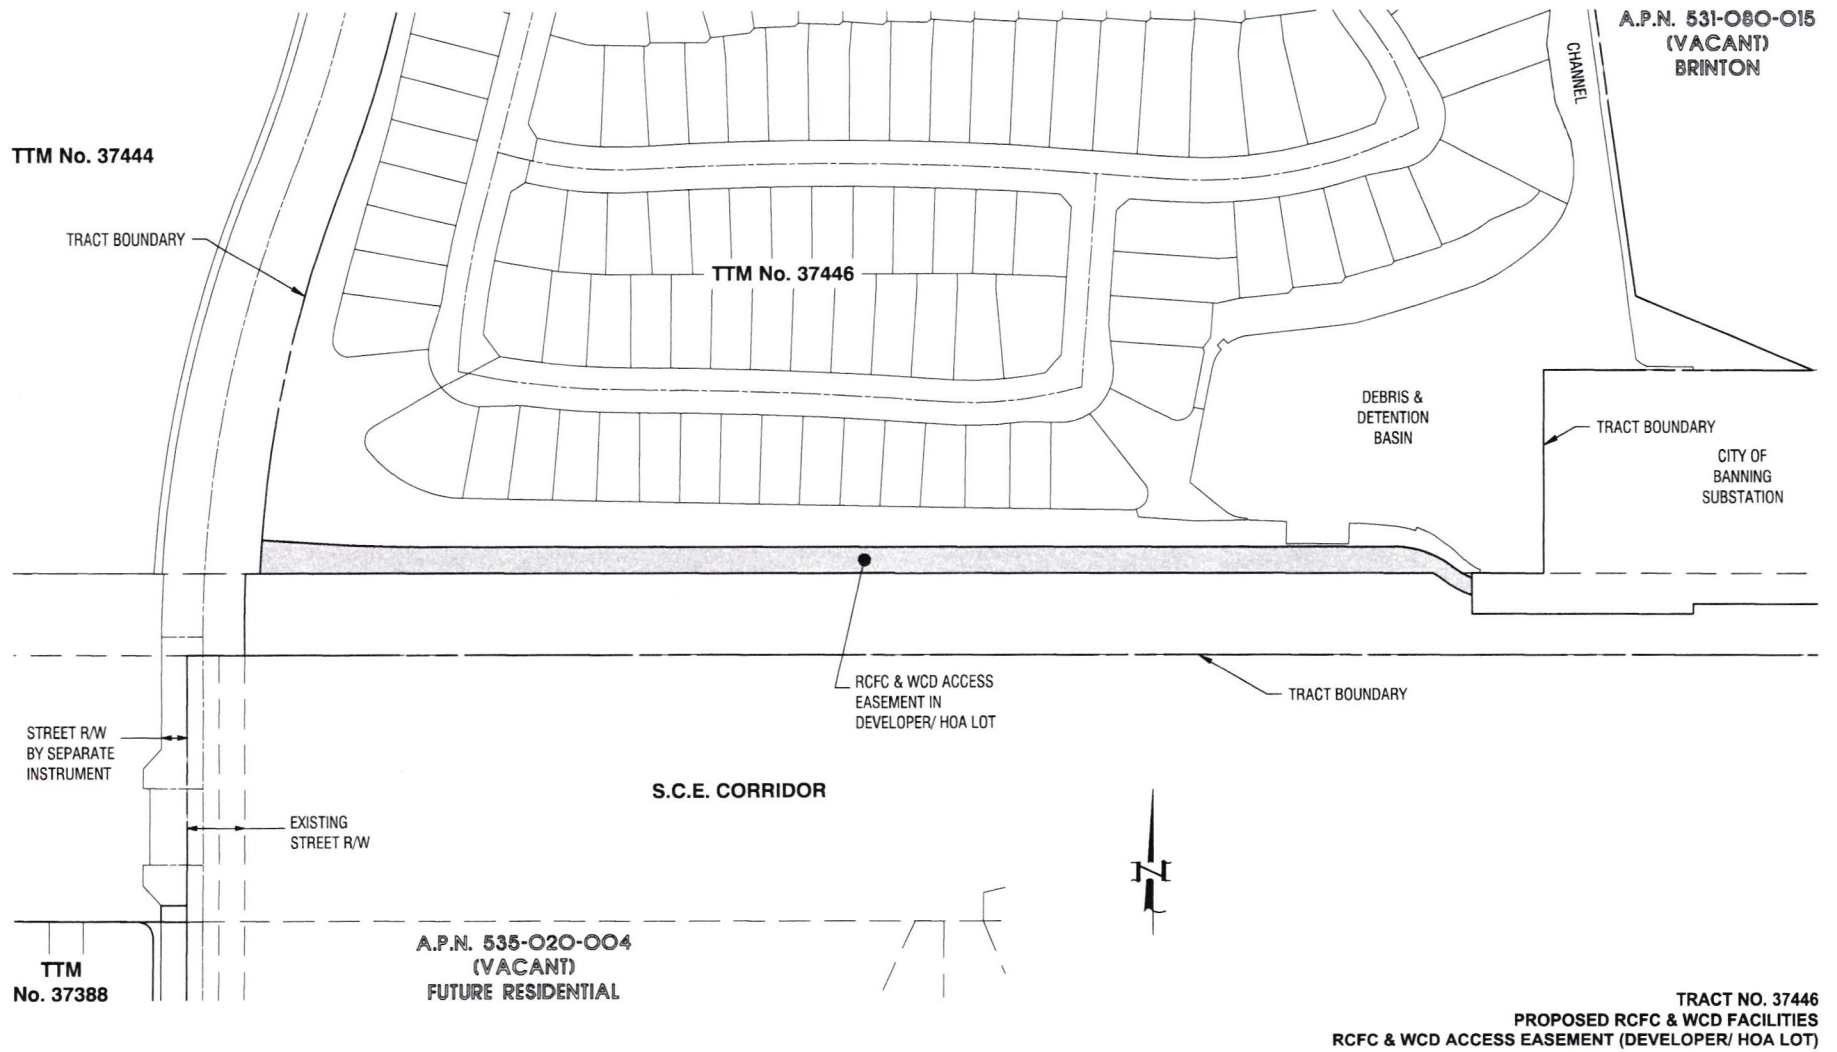 A.P.N. 531-080-015
(VACANT)
BRINTON
CHANNEL
TTM No. 37444
TRACT BOUNDARY
TTM No. 37446
DEBRIS &
DETENTION
BASIN
TRACT BOUNDARY
CITY OF
BANNING
SUBSTATION
RCFC & WCD ACCESS
EASEMENT IN
DEVELOPER/ HOA LOT
TRACT BOUNDARY
STREET R/W
BY SEPARATE
INSTRUMENT
S.C.E. CORRIDOR
EXISTING
STREET R/W
N
A.P.N. 535-020-004
(VACANT)
FUTURE RESIDENTIAL
TTM
No. 37388
TRACT NO. 37446
PROPOSED RCFC & WCD FACILITIES
RCFC & WCD ACCESS EASEMENT (DEVELOPER/ HOA LOT)